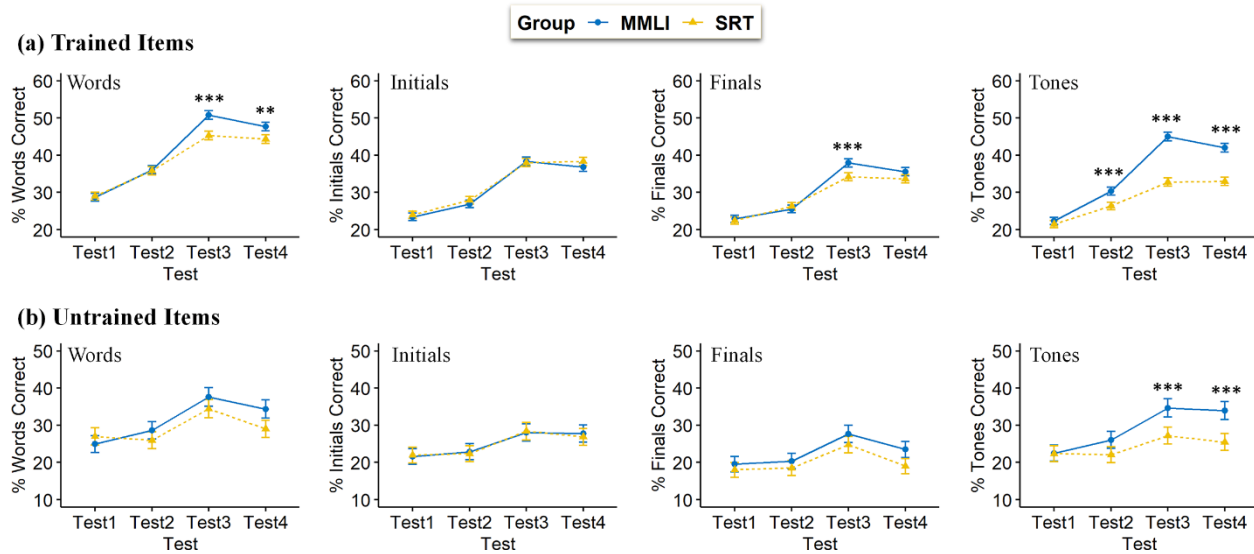 Group MMLI SRT
(a) Trained Items
Words
% Words Correct
60
50
40
30
20
*** **
Test1 Test2 Test3 Test4
Test
Initials
% Initials Correct
60
50
40
30
20
Test1 Test2 Test3 Test4
Test
Finals
% Finals Correct
60
50
40
30
20
***
Test1 Test2 Test3 Test4
Test
Tones
% Tones Correct
60
50
40
30
20
*** *** ***
Test1 Test2 Test3 Test4
Test
(b) Untrained Items
Words
% Words Correct
50
40
30
20
10
Test1 Test2 Test3 Test4
Test
Initials
% Initials Correct
50
40
30
20
10
Test1 Test2 Test3 Test4
Test
Finals
% Finals Correct
50
40
30
20
10
Test1 Test2 Test3 Test4
Test
Tones
% Tones Correct
50
40
30
20
10
*** ***
Test1 Test2 Test3 Test4
Test